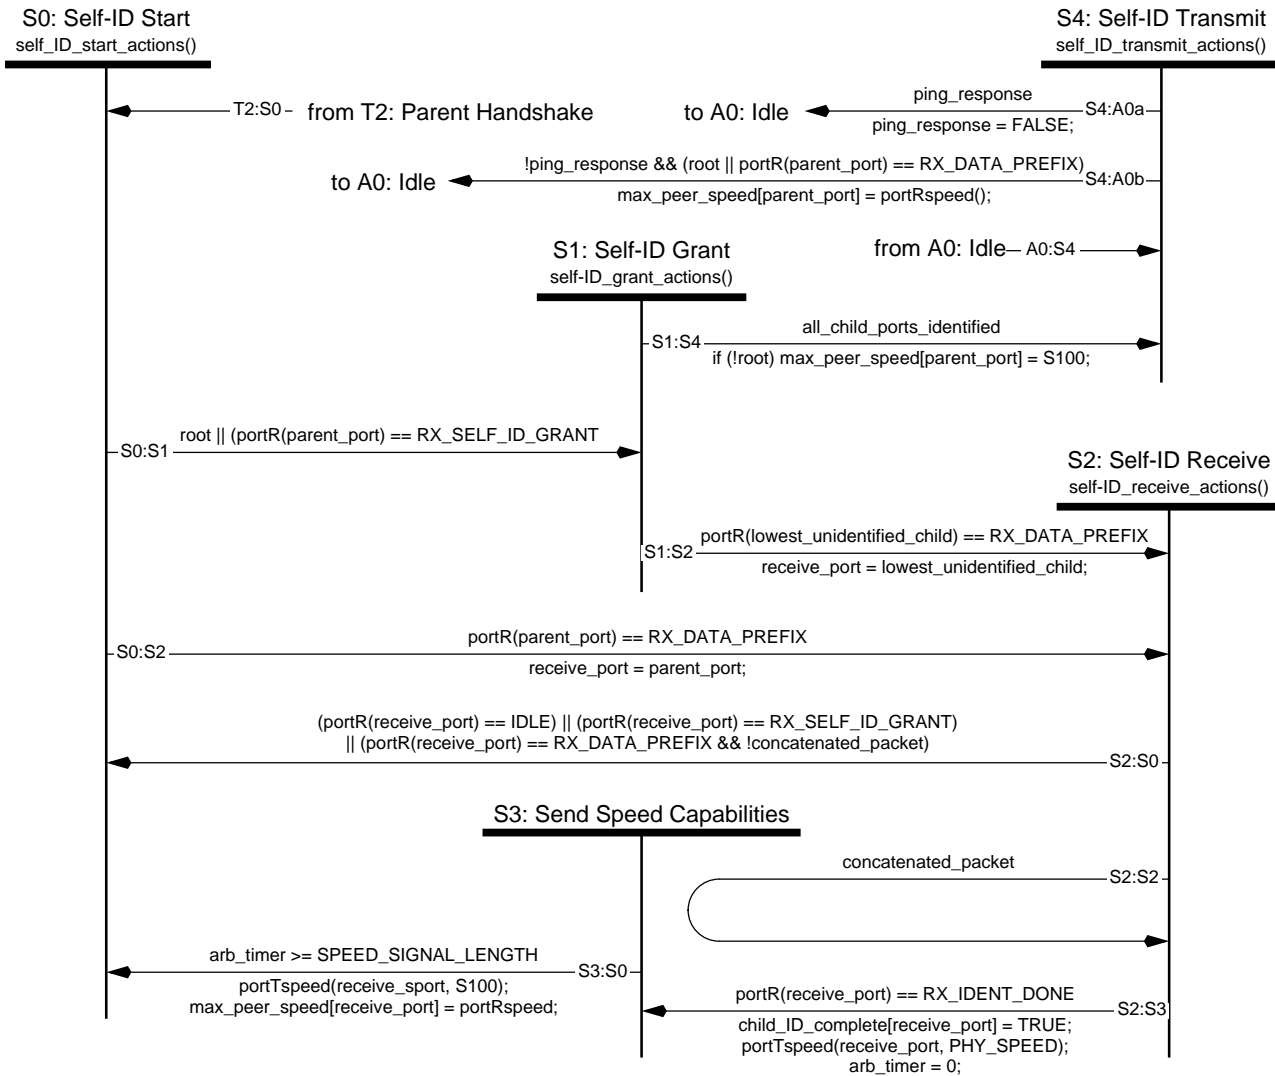 S0: Self-ID Start
self_ID_start_actions()
S4: Self-ID Transmit
self_ID_transmit_actions()
T2:S0
from T2: Parent Handshake
to A0: Idle
ping_response
S4:A0a
ping_response = FALSE;
to A0: Idle
!ping_response && (root || portR(parent_port) == RX_DATA_PREFIX)
S4:A0b
max_peer_speed[parent_port] = portRspeed();
from A0: Idle
A0:S4
S1: Self-ID Grant
self-ID_grant_actions()
S1:S4
all_child_ports_identified
if (!root) max_peer_speed[parent_port] = S100;
S0:S1
root || (portR(parent_port) == RX_SELF_ID_GRANT
S2: Self-ID Receive
self-ID_receive_actions()
S1:S2
portR(lowest_unidentified_child) == RX_DATA_PREFIX
receive_port = lowest_unidentified_child;
S0:S2
portR(parent_port) == RX_DATA_PREFIX
receive_port = parent_port;
(portR(receive_port) == IDLE) || (portR(receive_port) == RX_SELF_ID_GRANT)
|| (portR(receive_port) == RX_DATA_PREFIX && !concatenated_packet)
S2:S0
S3: Send Speed Capabilities
concatenated_packet
S2:S2
arb_timer >= SPEED_SIGNAL_LENGTH
S3:S0
portTspeed(receive_sport, S100);
max_peer_speed[receive_port] = portRspeed;
portR(receive_port) == RX_IDENT_DONE
S2:S3
child_ID_complete[receive_port] = TRUE;
portTspeed(receive_port, PHY_SPEED);
arb_timer = 0;